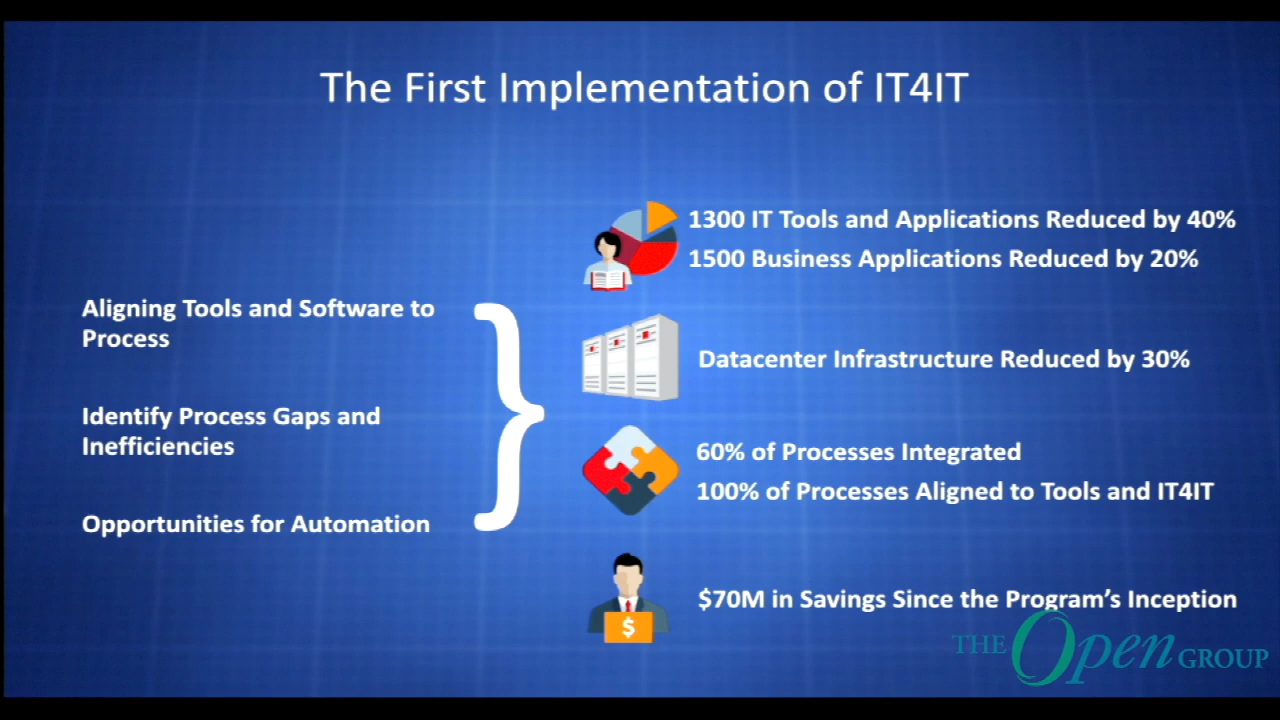 The First Implementation of IT4IT
Aligning Tools and Software to
Process
Identify Process Gaps and
Inefficiencies
Opportunities for Automation
1300 IT Tools and Applications Reduced by 40%
1500 Business Applications Reduced by 20%
Datacenter Infrastructure Reduced by 30%
60% of Processes Integrated
100% of Processes Aligned to Tools and IT4IT
$
$70M in Savings Since the Program's Inception
THE Open GROUP